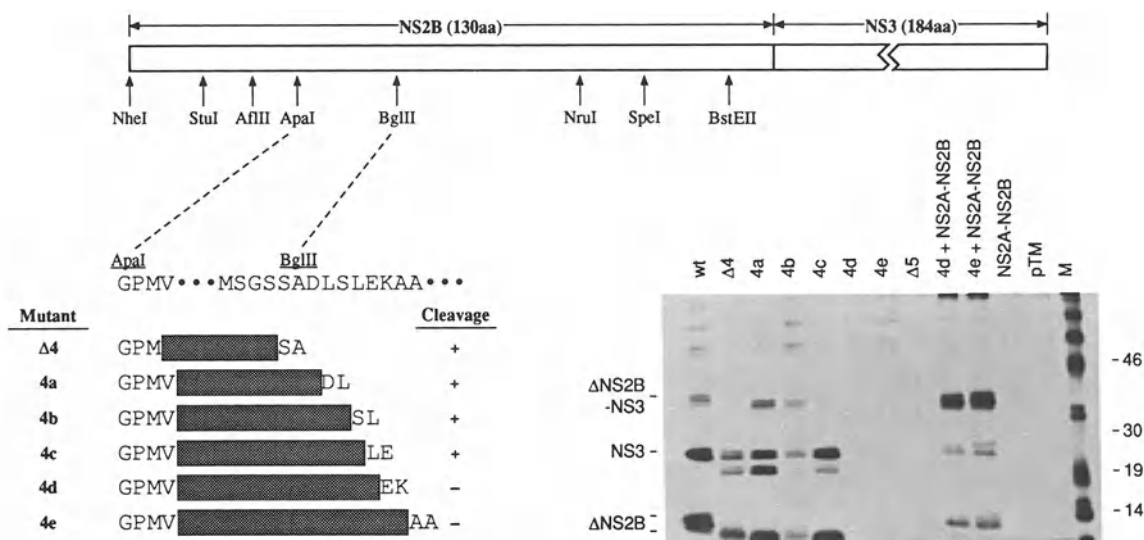 NS2B (130aa) NS3 (184aa)
NheI StuI AflII ApaI BglII NruI SpeI BstEII
ApaI BglII
GPMV • • • MSGSSADLSLEKAA • • •
Mutant Cleavage
Δ4 GPM SA +
4a GPMV DL +
4b GPMV SL +
4c GPMV LE +
4d GPMV EK –
4e GPMV AA –
wt
Δ4
4a
4b
4c
4d
4e
Δ5
4d + NS2A-NS2B
4e + NS2A-NS2B
NS2A-NS2B
pTM
M
ΔNS2B
-NS3
NS3 –
ΔNS2B
- 46
- 30
- 19
- 14